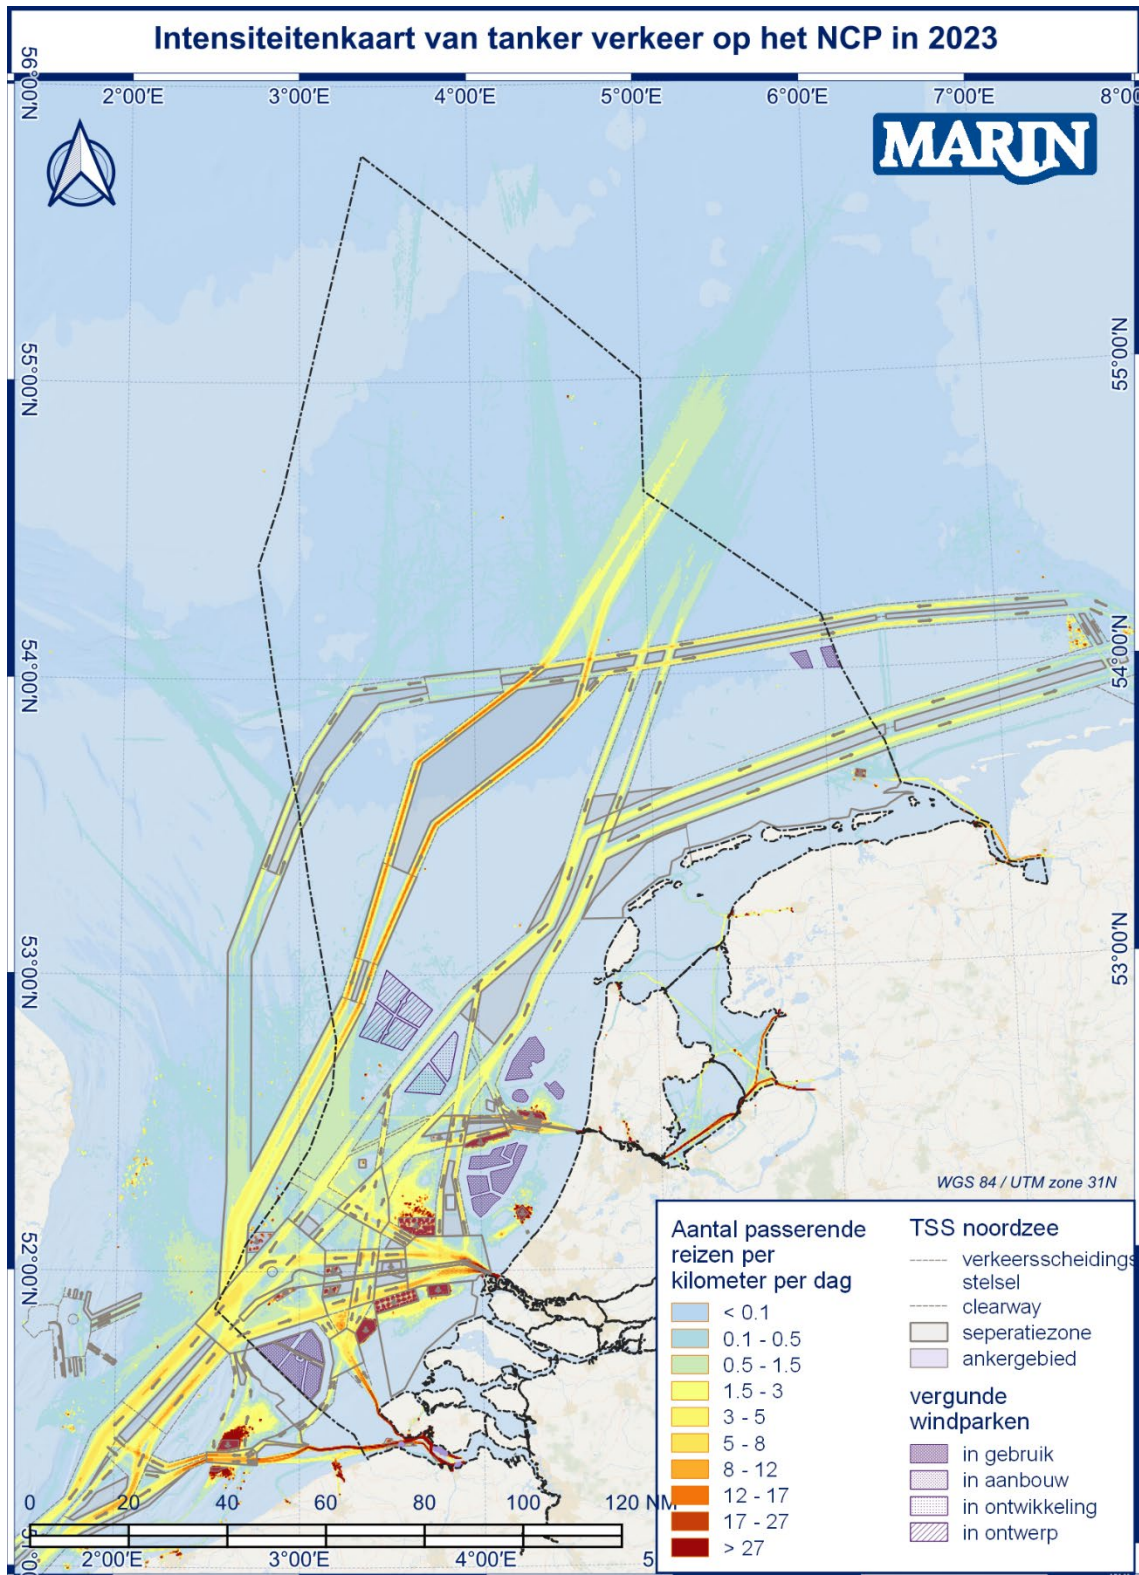 Intensiteitenkaart van tanker verkeer op het NCP in 2023
56°00'N
2°00'E 3°00'E 4°00'E 5°00'E 6°00'E 7°00'E 8°0
MARIN
55°00'N
55°00'N
54°00'N
54°00'N
53°00'N
53°00'N
52°00'N
WGS 84 / UTM zone 31N
Aantal passerende
reizen per
kilometer per dag
< 0.1
0.1 - 0.5
0.5 - 1.5
1.5 - 3
3 - 5
5 - 8
8 - 12
12 - 17
17 - 27
> 27
TSS noordzee
verkeersscheidings
stelsel
clearway
seperatiezone
ankergebied
vergunde
windparken
in gebruik
in aanbouw
in ontwikkeling
in ontwerp
0 20 40 60 80 100 120 NM
2°00'E 3°00'E 4°00'E 5